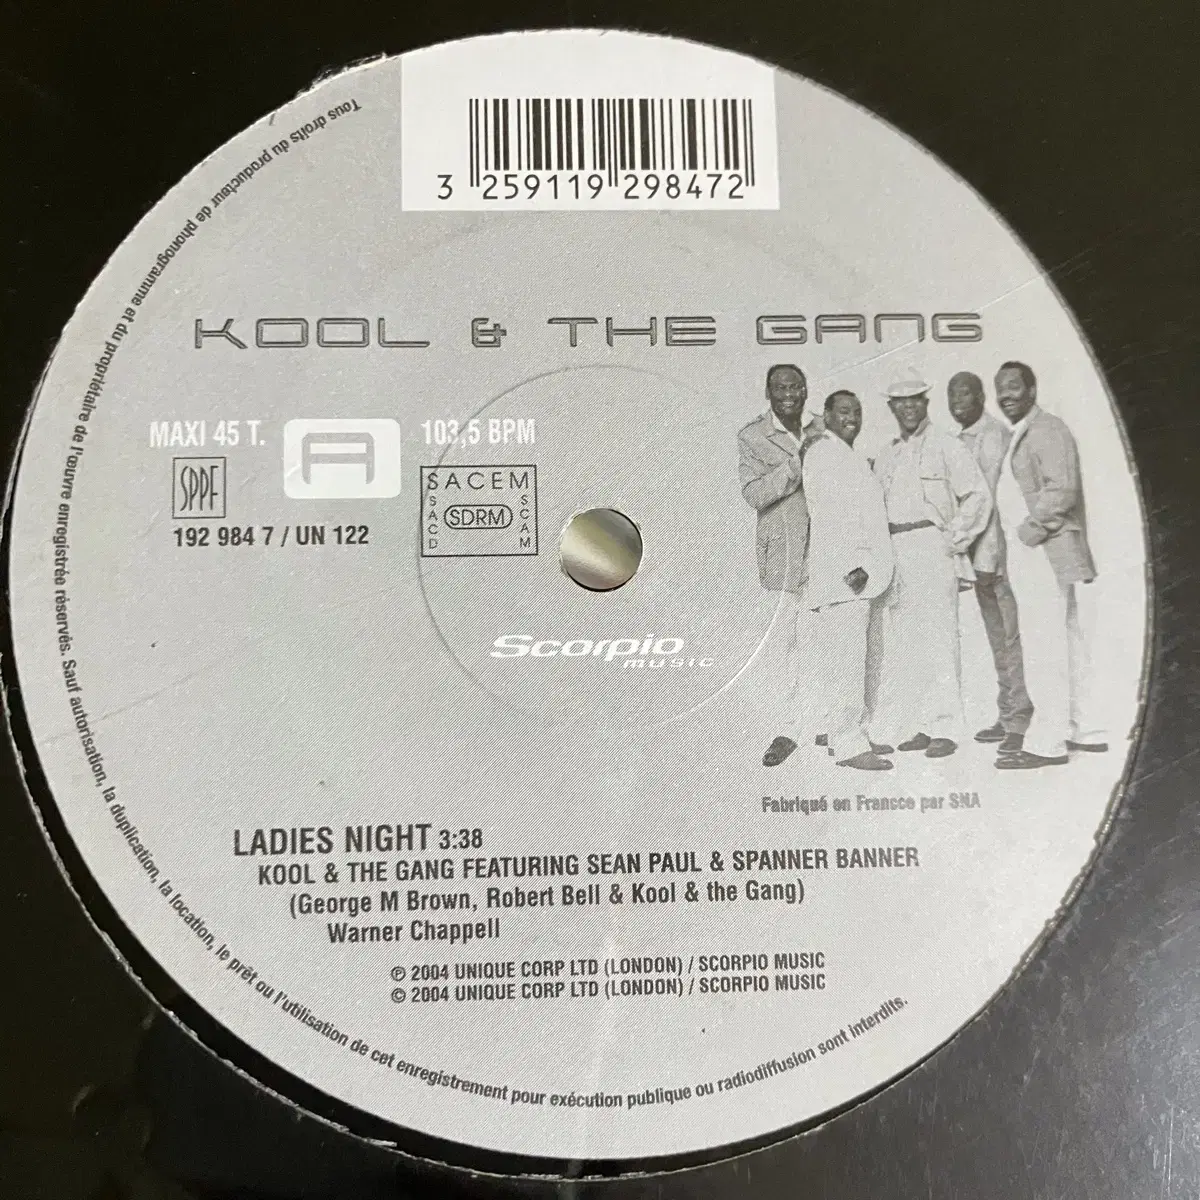 3 259119 298472
KOOL & THE GANG
MAXI 45 T.
A
103,5 BPM
SPPF
SACEM
SACD
SDRM
SCAM
192 984 7 / UN 122
Scorpio
MUSIC
Fabriqué en Fransce par SNA
LADIES NIGHT 3:38
KOOL & THE GANG FEATURING SEAN PAUL & SPANNER BANNER
(George M Brown, Robert Bell & Kool & the Gang)
Warner Chappell
℗ 2004 UNIQUE CORP LTD (LONDON) / SCORPIO MUSIC
© 2004 UNIQUE CORP LTD (LONDON) / SCORPIO MUSIC
Tous droits du producteur de phonogramme et du propriétaire de l'œuvre enregistrée réservés. Sauf autorisation, la duplication, la location, le prêt ou l'utilisation de cet enregistrement pour exécution publique ou radiodiffusion sont interdits.